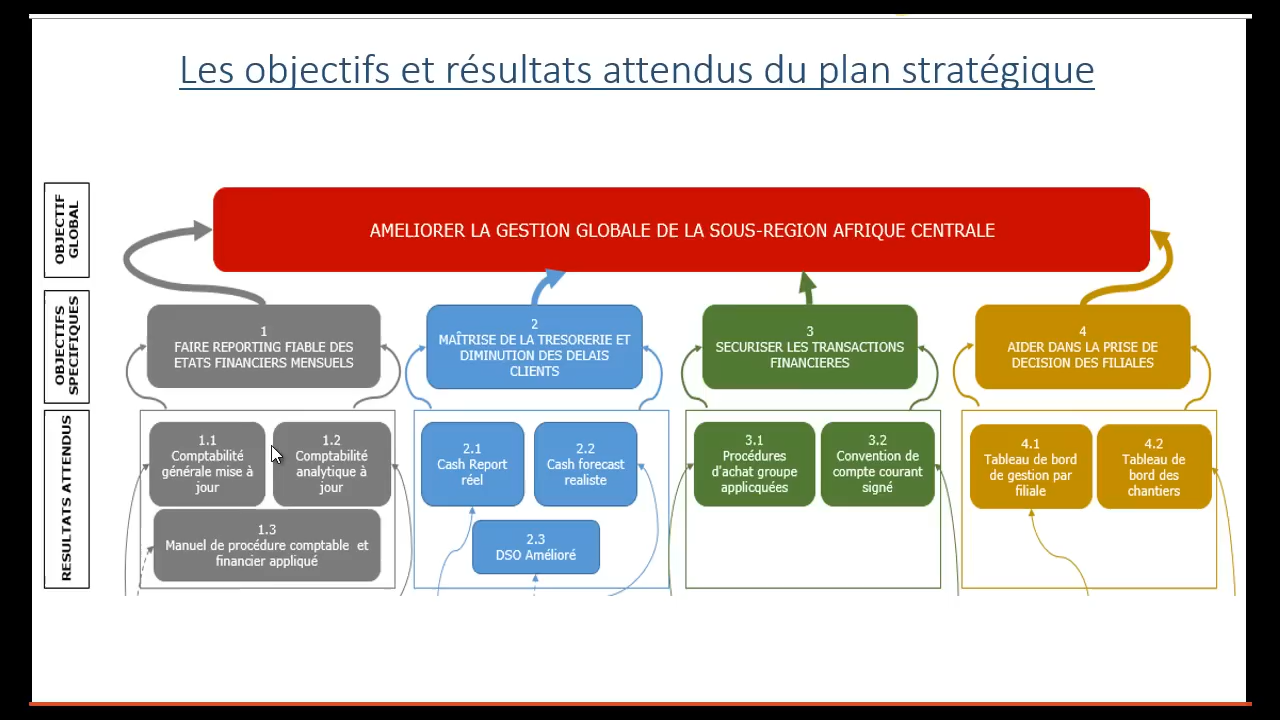 Les objectifs et résultats attendus du plan stratégique
OBJECTIF
GLOBAL
AMELIORER LA GESTION GLOBALE DE LA SOUS-REGION AFRIQUE CENTRALE
OBJECTIFS
SPECIFIQUES
1
FAIRE REPORTING FIABLE DES
ETATS FINANCIERS MENSUELS
2
MAÎTRISE DE LA TRESORERIE ET
DIMINUTION DES DELAIS
CLIENTS
3
SECURISER LES TRANSACTIONS
FINANCIERES
4
AIDER DANS LA PRISE DE
DECISION DES FILIALES
RESULTATS ATTENDUS
1.1
Comptabilité
générale mise à
jour
1.2
Comptabilité
analytique à
jour
1.3
Manuel de procédure comptable et
financier appliqué
2.1
Cash Report
réel
2.2
Cash forecast
realiste
2.3
DSO Amélioré
3.1
Procédures
d'achat groupe
applicquées
3.2
Convention de
compte courant
signé
4.1
Tableau de bord
de gestion par
filiale
4.2
Tableau de
bord des
chantiers